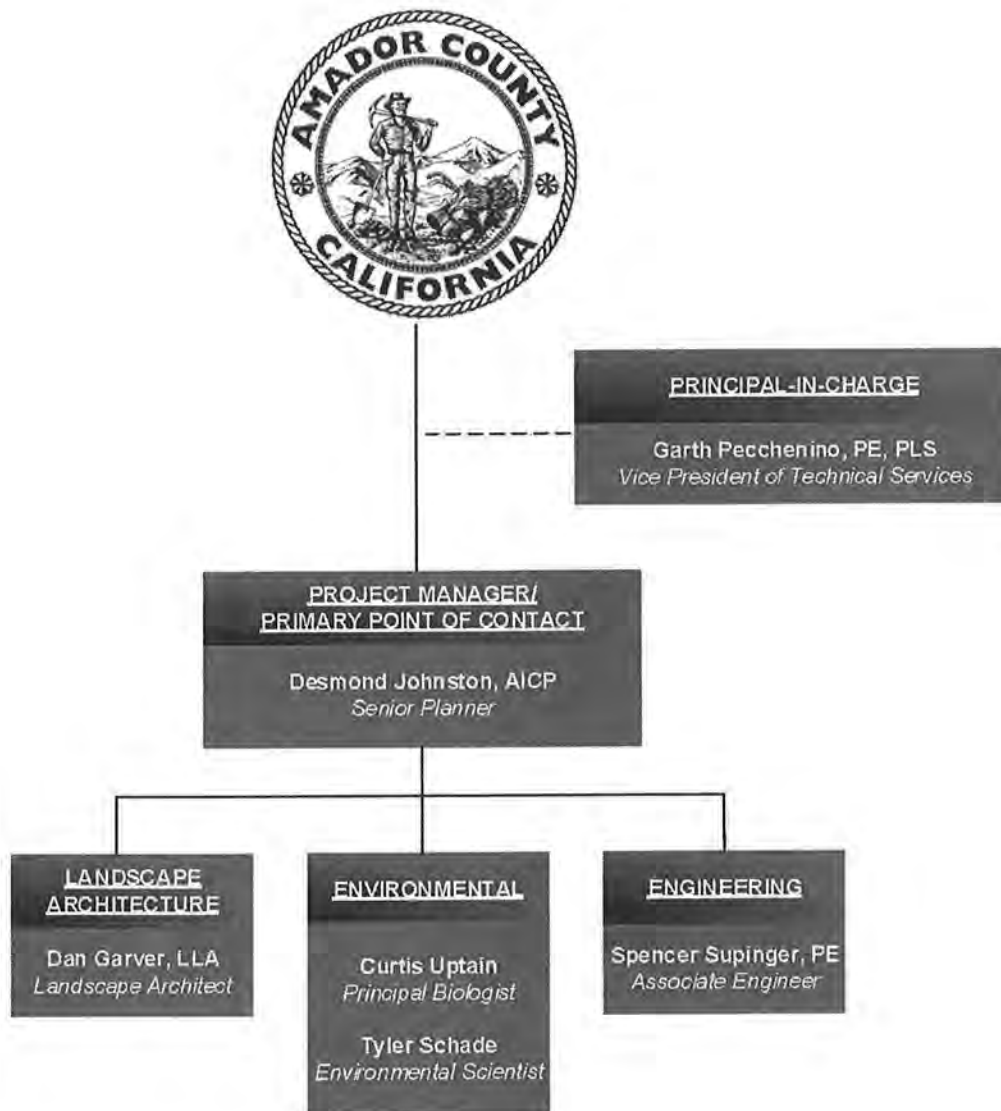 AMADOR COUNTY
CALIFORNIA
PRINCIPAL-IN-CHARGE
Garth Pecchenino, PE, PLS
Vice President of Technical Services
PROJECT MANAGER/
PRIMARY POINT OF CONTACT
Desmond Johnston, AICP
Senior Planner
LANDSCAPE
ARCHITECTURE
Dan Garver, LLA
Landscape Architect
ENVIRONMENTAL
Curtis Uptain
Principal Biologist
Tyler Schade
Environmental Scientist
ENGINEERING
Spencer Supinger, PE
Associate Engineer